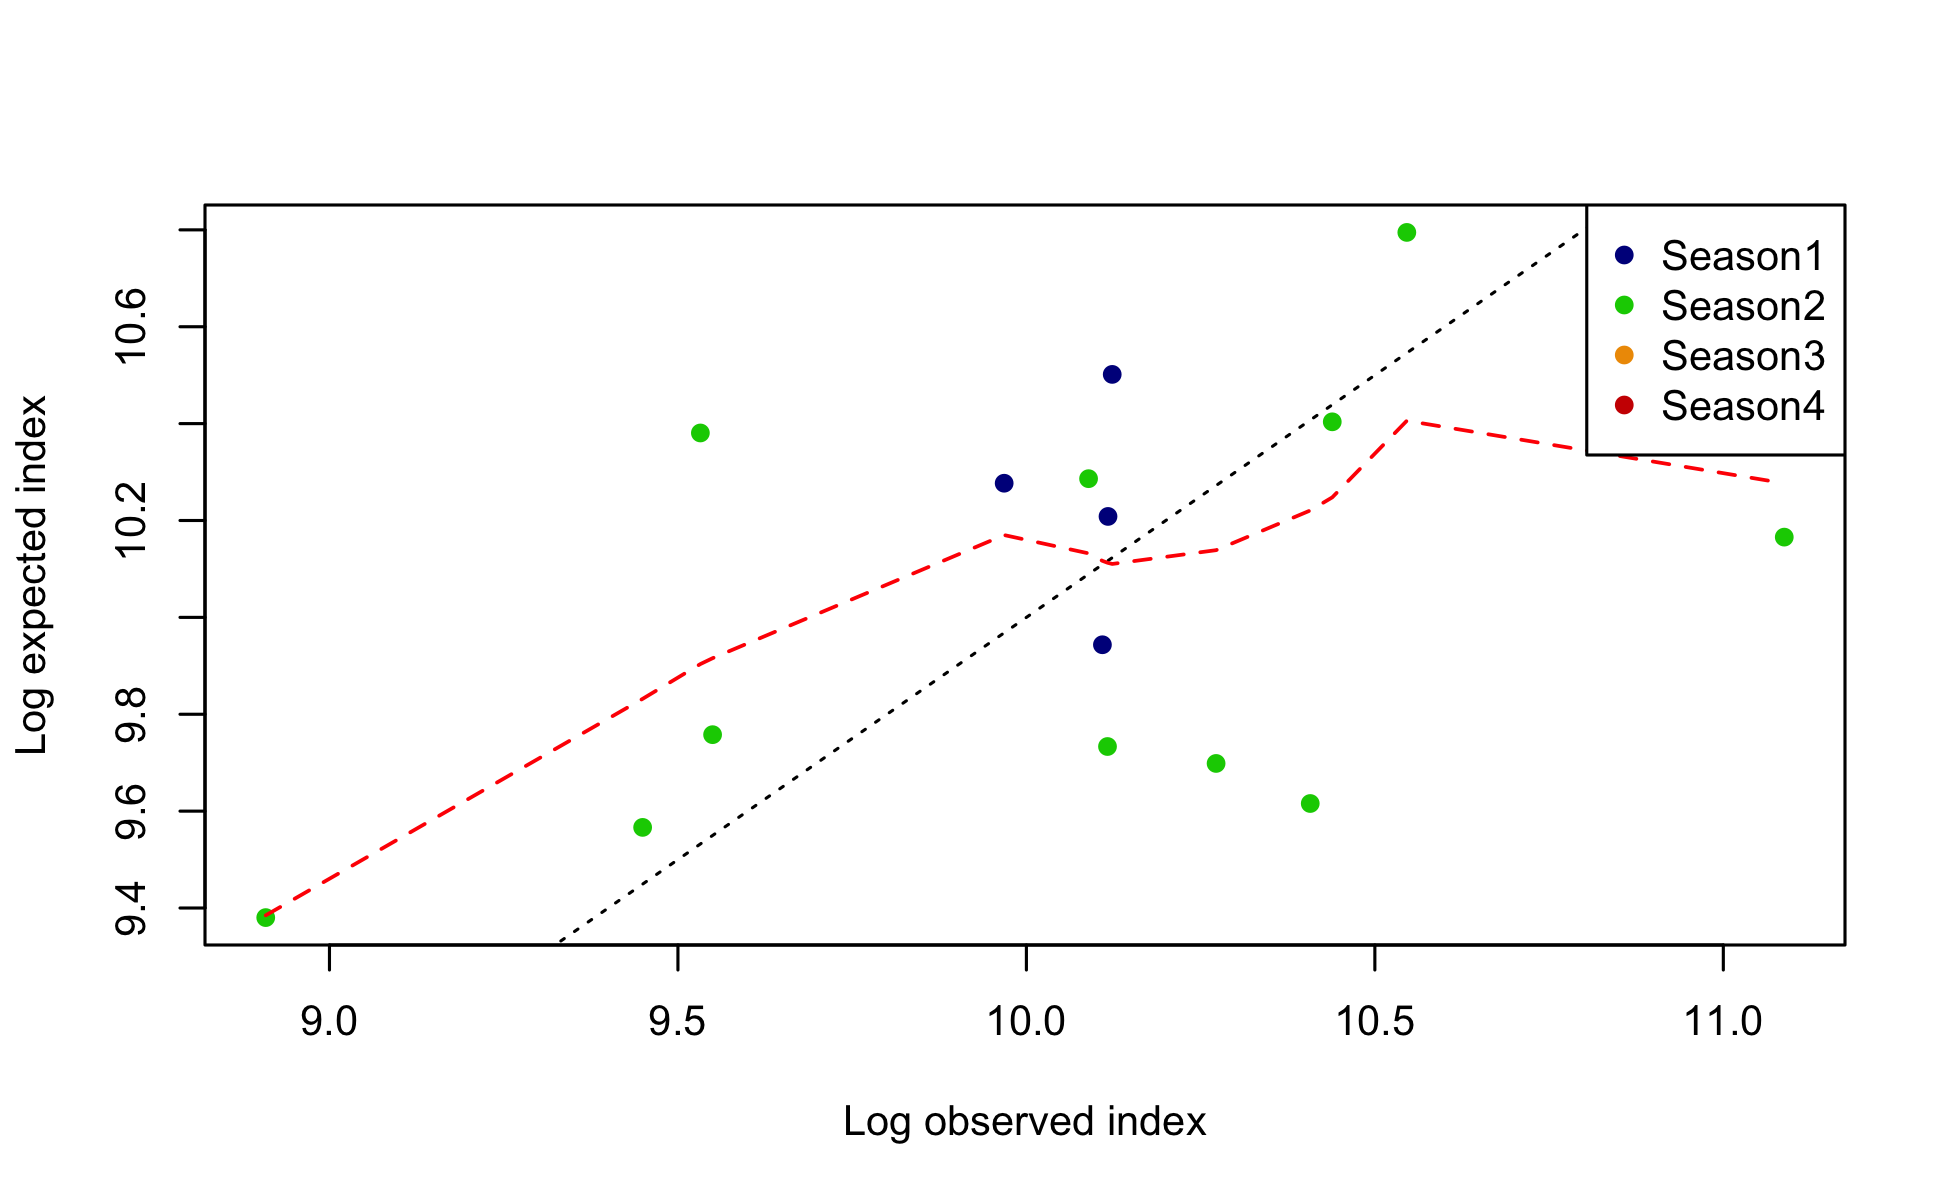 Season1
Season2
Season3
Season4
Log expected index
10.6
10.2
9.8
9.6
9.4
9.0 9.5 10.0 10.5 11.0
Log observed index